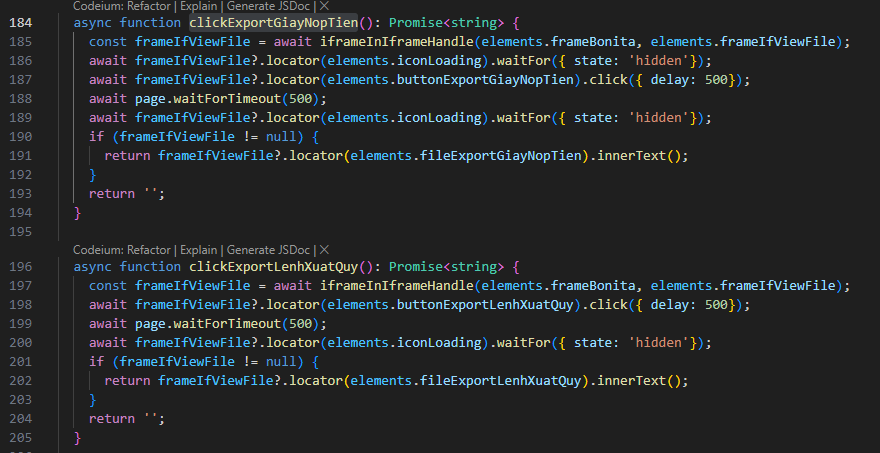 Codeium: Refactor | Explain | Generate JSDoc | X
184 async function clickExportGiayNopTien(): Promise<string> {
185 const frameIfViewFile = await iframeInIframeHandle(elements.frameBonita, elements.frameIfViewFile);
186 await frameIfViewFile?.locator(elements.iconLoading).waitFor({ state: 'hidden'});
187 await frameIfViewFile?.locator(elements.buttonExportGiayNopTien).click({ delay: 500});
188 await page.waitForTimeout(500);
189 await frameIfViewFile?.locator(elements.iconLoading).waitFor({ state: 'hidden'});
190 if (frameIfViewFile != null) {
191 return frameIfViewFile?.locator(elements.fileExportGiayNopTien).innerText();
192 }
193 return '';
194 }
195
Codeium: Refactor | Explain | Generate JSDoc | X
196 async function clickExportLenhXuatQuy(): Promise<string> {
197 const frameIfViewFile = await iframeInIframeHandle(elements.frameBonita, elements.frameIfViewFile);
198 await frameIfViewFile?.locator(elements.buttonExportLenhXuatQuy).click({ delay: 500});
199 await page.waitForTimeout(500);
200 await frameIfViewFile?.locator(elements.iconLoading).waitFor({ state: 'hidden'});
201 if (frameIfViewFile != null) {
202 return frameIfViewFile?.locator(elements.fileExportLenhXuatQuy).innerText();
203 }
204 return '';
205 }